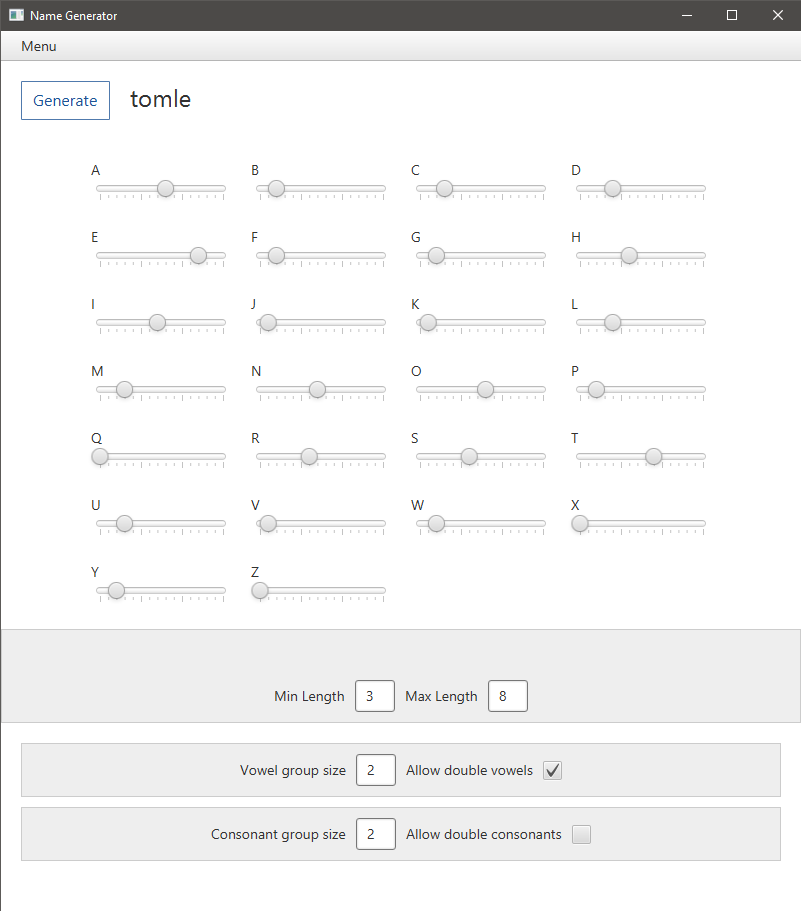 Name Generator
Menu
Generate tomle
A B C D
E F G H
I J K L
M N O P
Q R S T
U V W X
Y Z
Min Length 3 Max Length 8
Vowel group size 2 Allow double vowels
Consonant group size 2 Allow double consonants